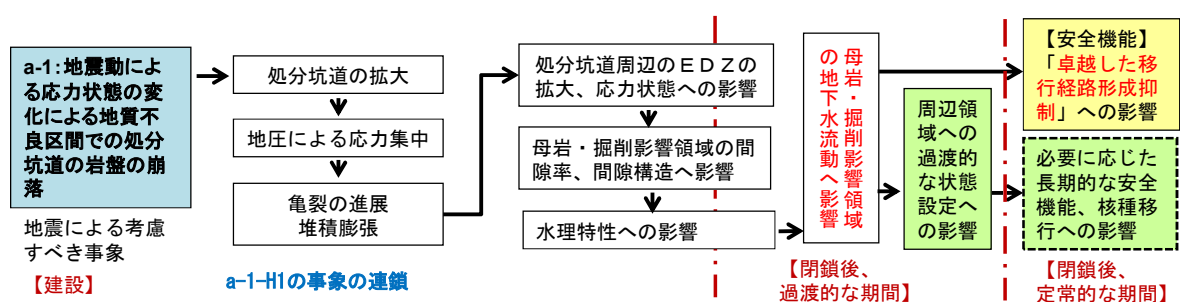 a-1:地震動によ
る応力状態の変
化による地質不
良区間での処分
坑道の岩盤の崩
落
地震による考慮
すべき事象
【建設】
処分坑道の拡大
地圧による応力集中
亀裂の進展
堆積膨張
a-1-H1の事象の連鎖
処分坑道周辺のEDZの
拡大、応力状態への影響
母岩・掘削影響領域の間
隙率、間隙構造へ影響
水理特性への影響
母岩・掘削影響領域
の地下水流動へ影響
周辺領
域への
過渡的
な状態
設定へ
の影響
【閉鎖後、
過渡的な期間】
【安全機能】
「卓越した移
行経路形成抑
制」への影響
必要に応じた
長期的な安全
機能、核種移
行への影響
【閉鎖後、
定常的な期間】